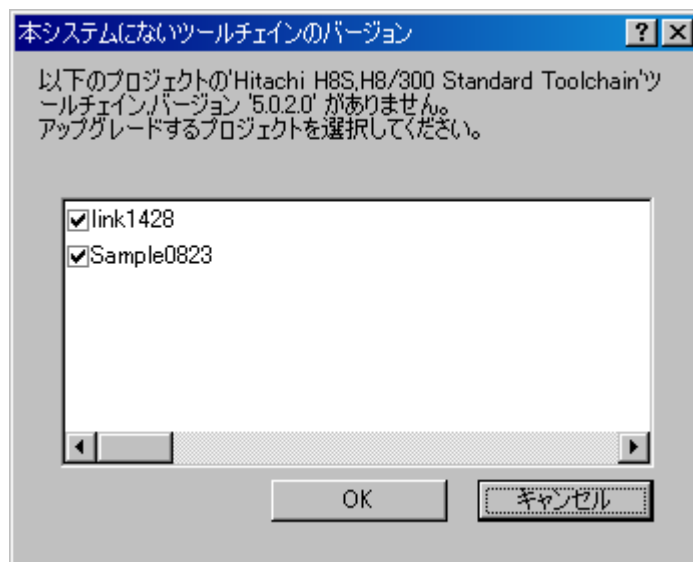 本システムにないツールチェインのバージョン
以下のプロジェクトの'Hitachi H8S,H8/300 Standard Toolchain'ツ
ールチェイン,バージョン '5.0.2.0' がありません。
アップグレードするプロジェクトを選択してください。
link1428
Sample0823
OK
キャンセル